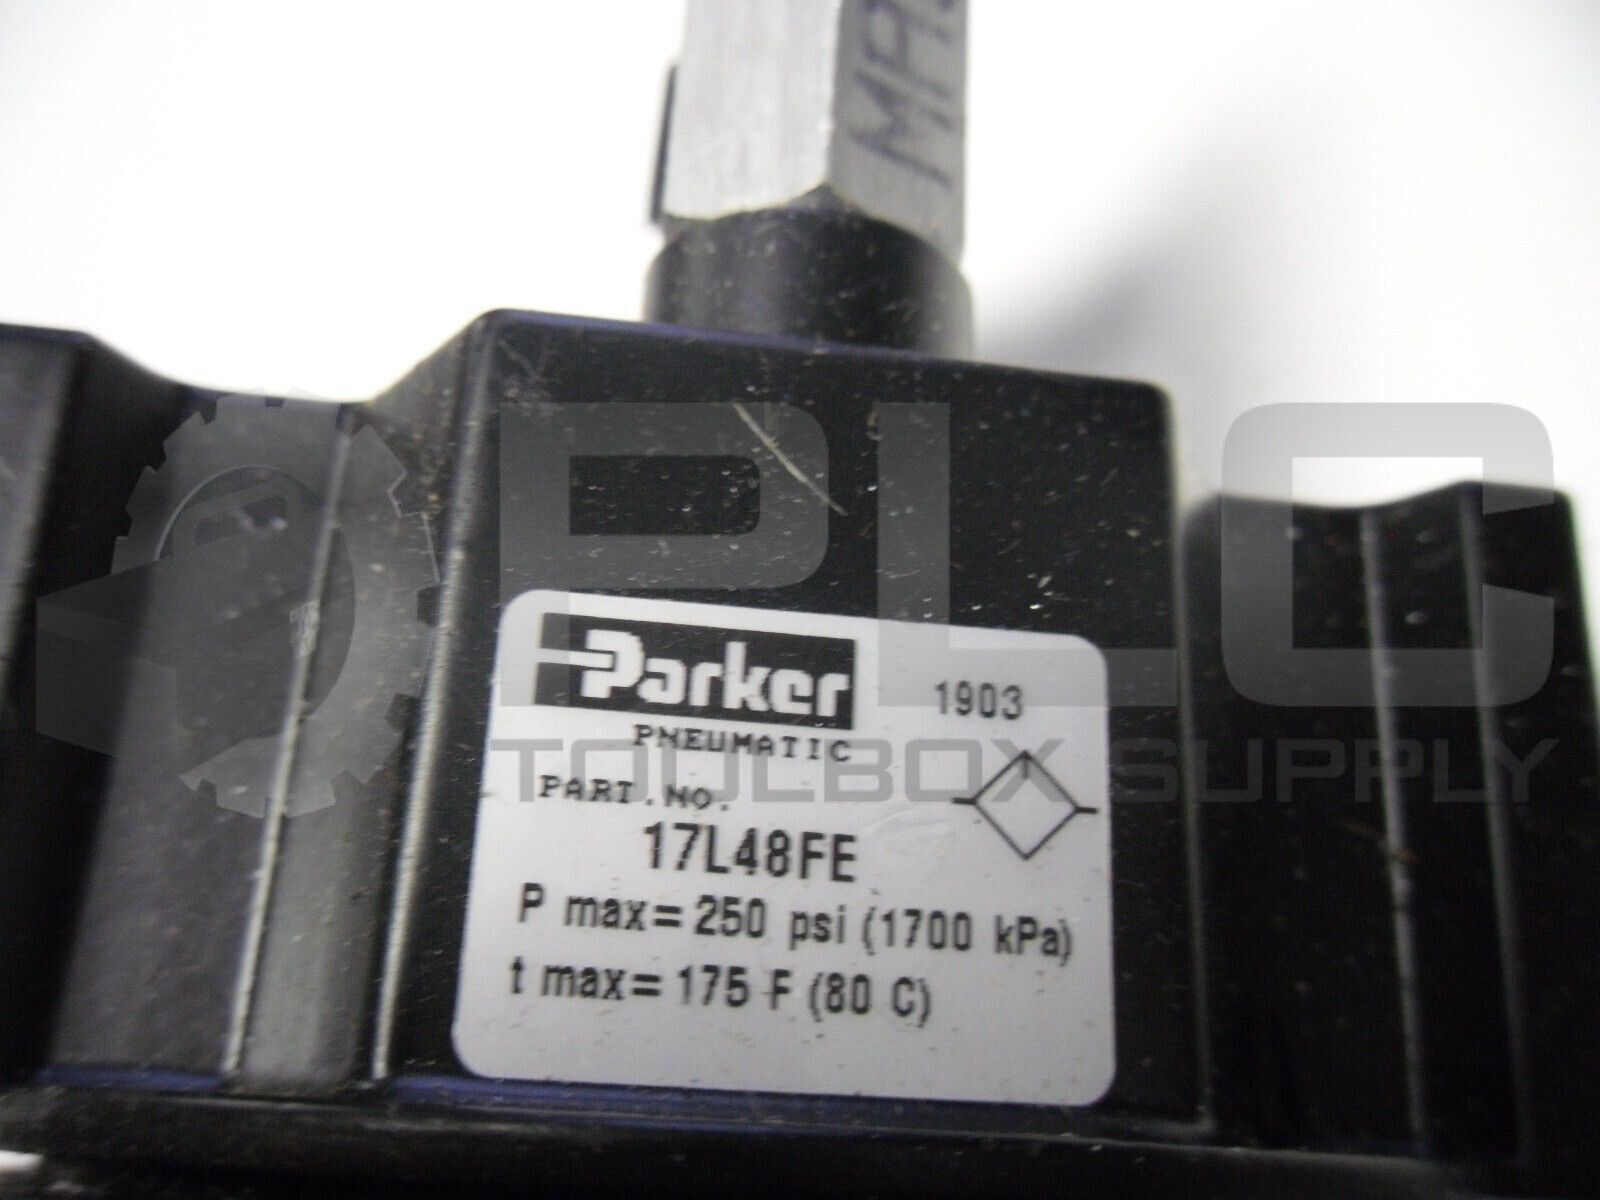 Parker
1903
PNEUMATIC
PART.NO.
17L48FE
P max= 250 psi (1700 kPa)
t max= 175 F (80 C)
PLC
TOOLBOX SUPPLY